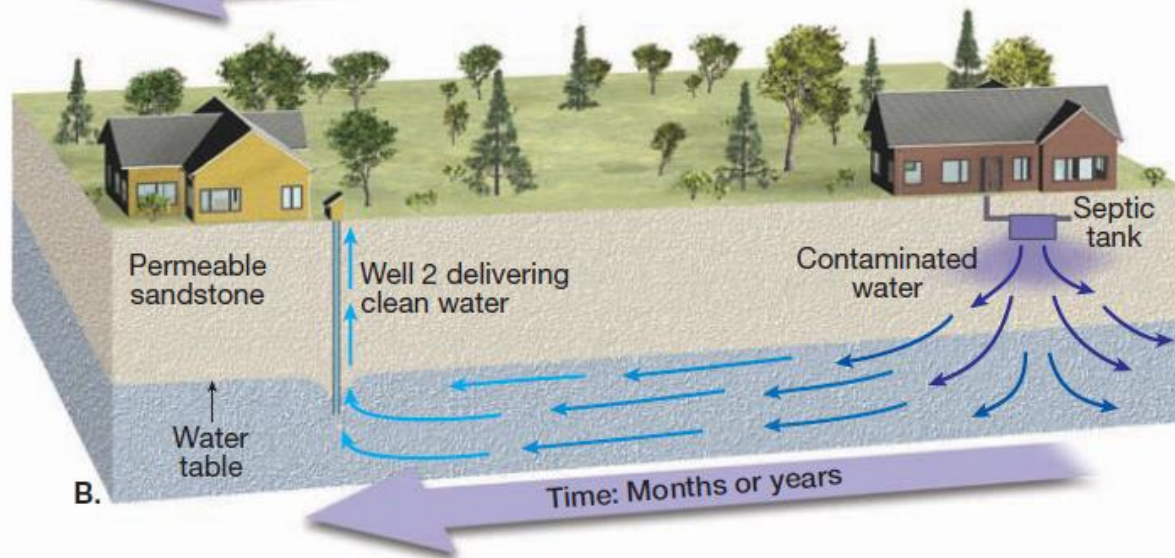 Septic
tank
Permeable
sandstone
Well 2 delivering
clean water
Contaminated
water
Water
table
B.
Time: Months or years